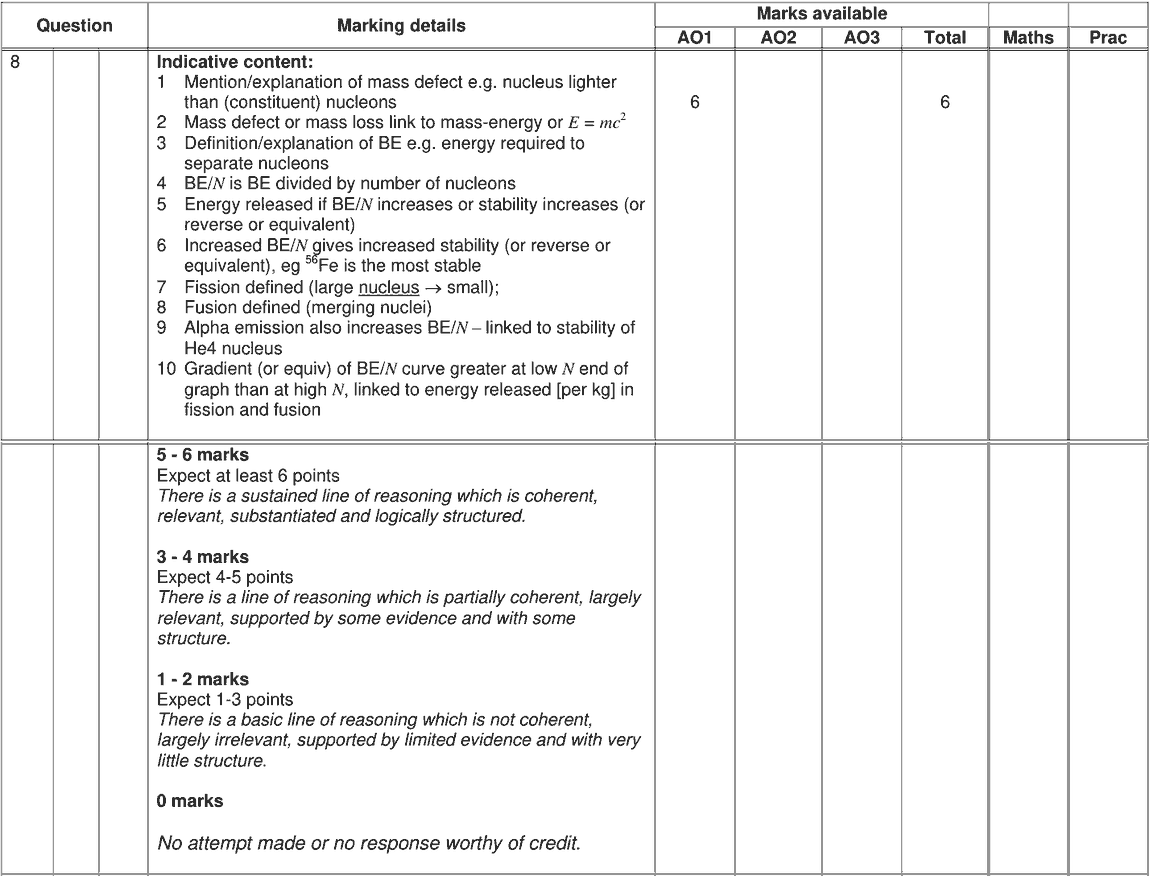 Question Marking details Marks available
AO1 AO2 AO3 Total Maths Prac
8 Indicative content:
1 Mention/explanation of mass defect e.g. nucleus lighter
than (constituent) nucleons 6 6
2 Mass defect or mass loss link to mass-energy or E = mc²
3 Definition/explanation of BE e.g. energy required to
separate nucleons
4 BE/N is BE divided by number of nucleons
5 Energy released if BE/N increases or stability increases (or
reverse or equivalent)
6 Increased BE/N gives increased stability (or reverse or
equivalent), eg ⁵⁶Fe is the most stable
7 Fission defined (large nucleus → small);
8 Fusion defined (merging nuclei)
9 Alpha emission also increases BE/N – linked to stability of
He4 nucleus
10 Gradient (or equiv) of BE/N curve greater at low N end of
graph than at high N, linked to energy released [per kg] in
fission and fusion
5 - 6 marks
Expect at least 6 points
There is a sustained line of reasoning which is coherent,
relevant, substantiated and logically structured.
3 - 4 marks
Expect 4-5 points
There is a line of reasoning which is partially coherent, largely
relevant, supported by some evidence and with some
structure.
1 - 2 marks
Expect 1-3 points
There is a basic line of reasoning which is not coherent,
largely irrelevant, supported by limited evidence and with very
little structure.
0 marks
No attempt made or no response worthy of credit.